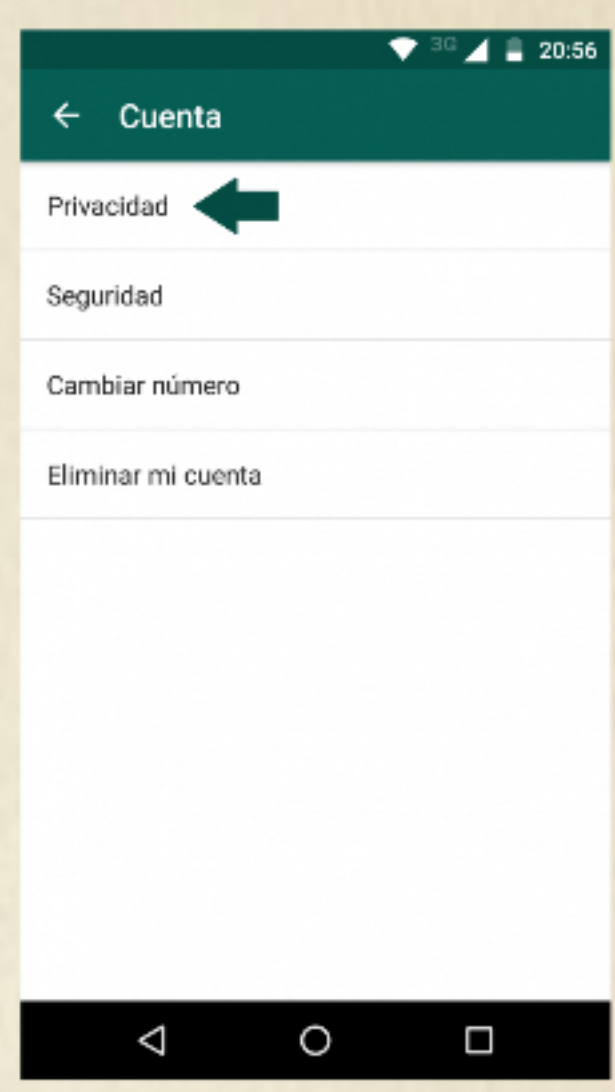 3G 20:56
Cuenta
Privacidad
Seguridad
Cambiar número
Eliminar mi cuenta